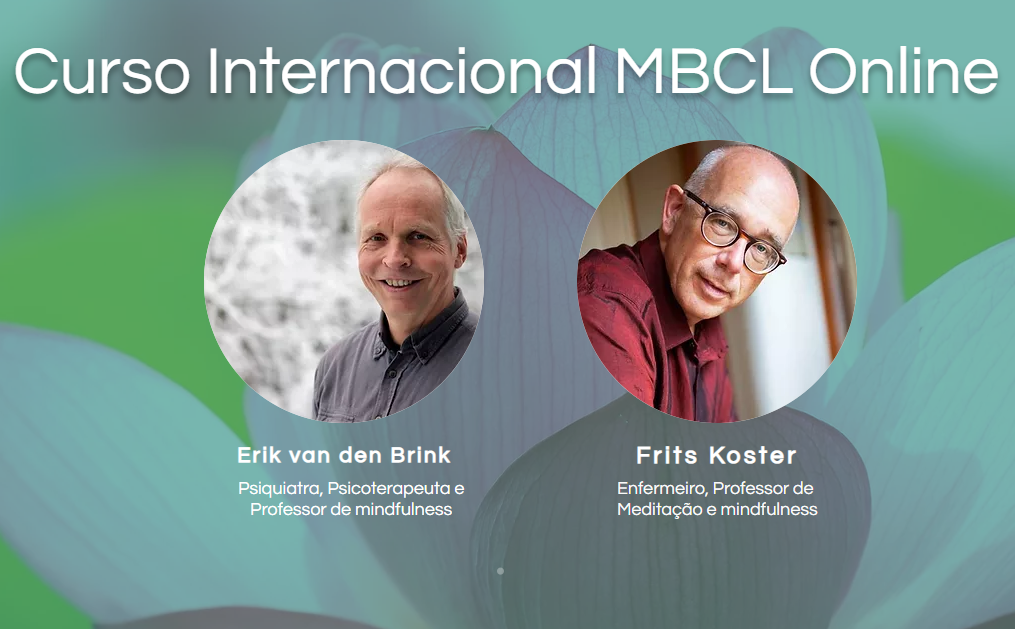 Curso Internacional MBCL Online
Erik van den Brink
Psiquiatra, Psicoterapeuta e
Professor de mindfulness
Frits Koster
Enfermeiro, Professor de
Meditação e mindfulness